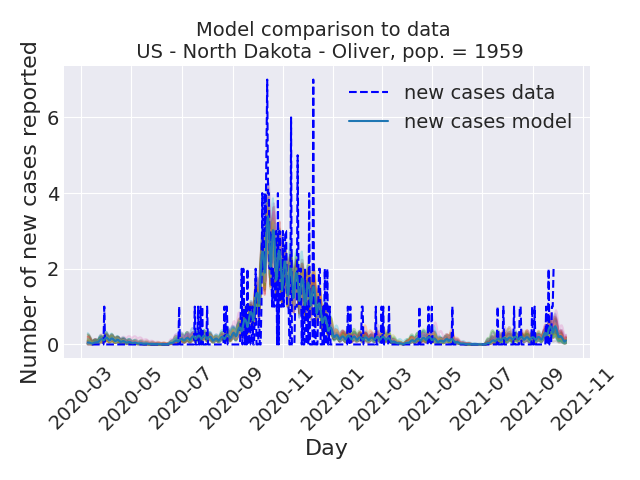 Model comparison to data
US - North Dakota - Oliver, pop. = 1959
new cases data
new cases model
Number of new cases reported
6
4
2
0
2020-03
2020-05
2020-07
2020-09
2020-11
2021-01
2021-03
2021-05
2021-07
2021-09
2021-11
Day